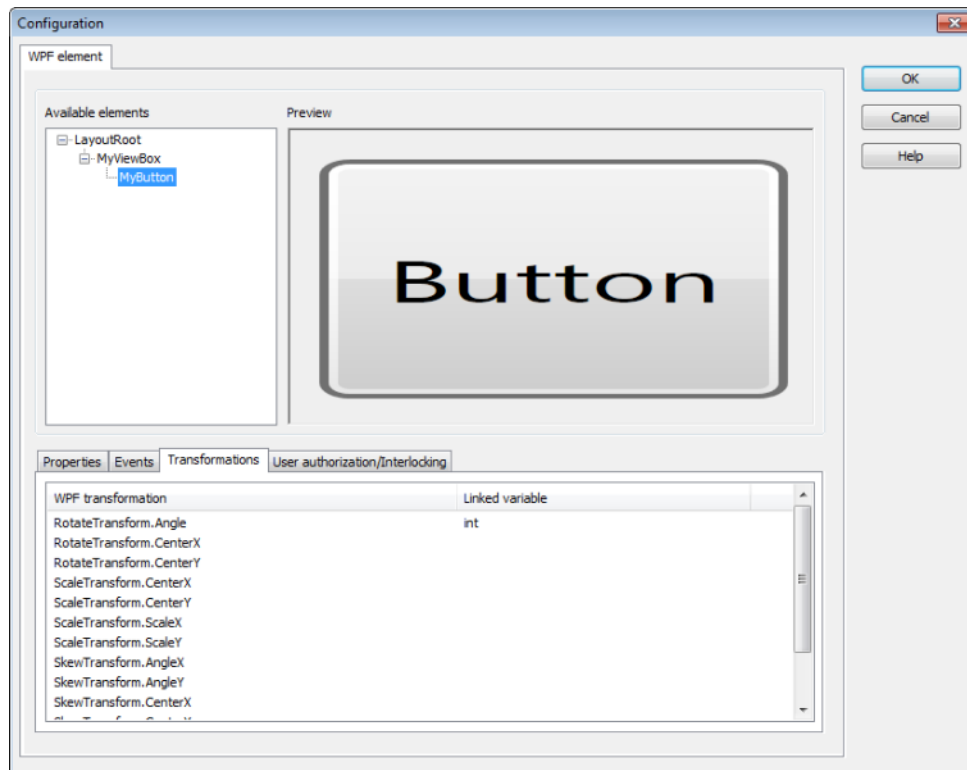 Configuration
WPF element
OK
Cancel
Help
Available elements
Preview
LayoutRoot
MyViewBox
MyButton
Button
Properties
Events
Transformations
User authorization/Interlocking
WPF transformation
Linked variable
RotateTransform.Angle
int
RotateTransform.CenterX
RotateTransform.CenterY
ScaleTransform.CenterX
ScaleTransform.CenterY
ScaleTransform.ScaleX
ScaleTransform.ScaleY
SkewTransform.AngleX
SkewTransform.AngleY
SkewTransform.CenterX